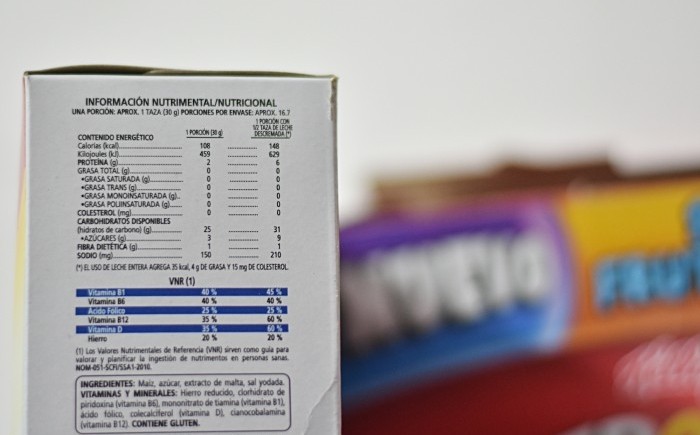 INFORMACIÓN NUTRIMENTAL/NUTRICIONAL
UNA PORCIÓN: APROX. 1 TAZA (30 g) PORCIONES POR ENVASE: APROX. 16.7
1 PORCIÓN CON
1/2 TAZA DE LECHE
CONTENIDO ENERGÉTICO 1 PORCIÓN (30 g) DESCREMADA (*)
Calorías (kcal) 108 148
Kilojoules (kJ) 459 629
PROTEÍNA (g) 2 6
GRASA TOTAL (g) 0 0
•GRASA SATURADA (g) 0 0
•GRASA TRANS (g) 0 0
•GRASA MONOINSATURADA (g) 0 0
•GRASA POLIINSATURADA (g) 0 0
COLESTEROL (mg) 0 0
CARBOHIDRATOS DISPONIBLES
(hidratos de carbono) (g) 25 31
•AZÚCARES (g) 3 9
FIBRA DIETÉTICA (g) 1 1
SODIO (mg) 150 210
(*) EL USO DE LECHE ENTERA AGREGA 35 kcal, 4 g DE GRASA Y 15 mg DE COLESTEROL.
VNR (1)
Vitamina B1 40 % 45 %
Vitamina B6 40 % 40 %
Acido Fólico 25 % 25 %
Vitamina B12 35 % 60 %
Vitamina D 35 % 60 %
Hierro 20 % 20 %
(1) Los Valores Nutrimentales de Referencia (VNR) sirven como guía para
valorar y planificar la ingestión de nutrimentos en personas sanas.
NOM-051-SCFI/SSA1-2010.
INGREDIENTES: Maíz, azúcar, extracto de malta, sal yodada.
VITAMINAS Y MINERALES: Hierro reducido, clorhidrato de
piridoxina (vitamina B6), mononitrato de tiamina (vitamina B1),
ácido fólico, colecalciferol (vitamina D), cianocobalamina
(vitamina B12). CONTIENE GLUTEN.
NUEVO